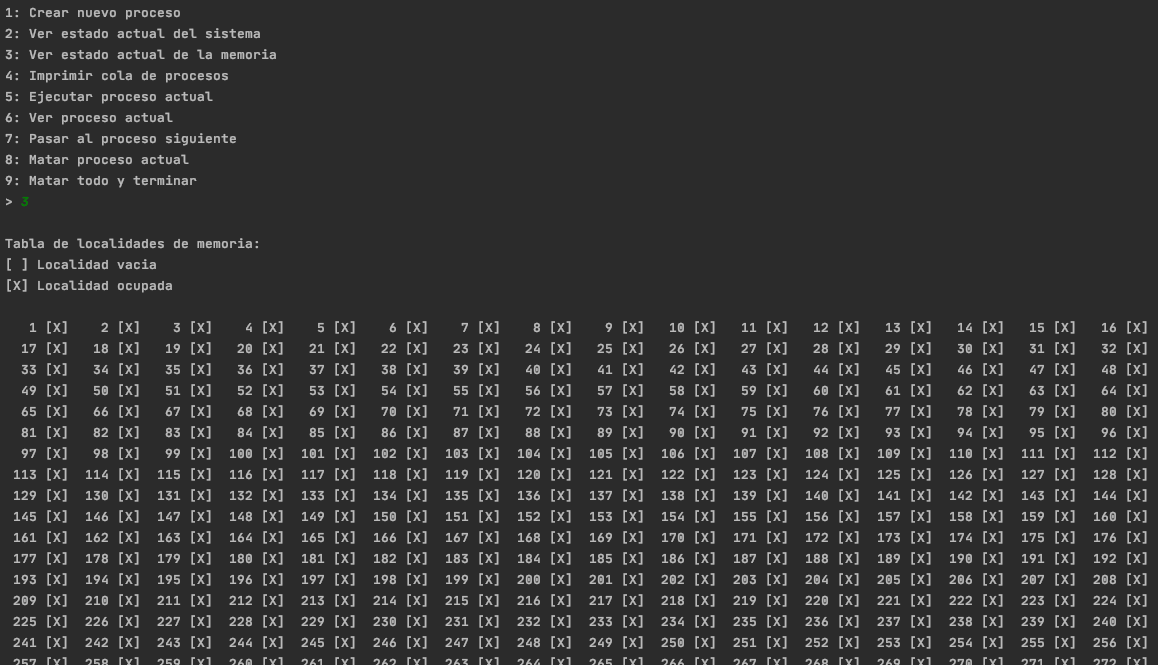 1: Crear nuevo proceso
2: Ver estado actual del sistema
3: Ver estado actual de la memoria
4: Imprimir cola de procesos
5: Ejecutar proceso actual
6: Ver proceso actual
7: Pasar al proceso siguiente
8: Matar proceso actual
9: Matar todo y terminar
> 3
Tabla de localidades de memoria:
[ ] Localidad vacia
[X] Localidad ocupada
1 [X] 2 [X] 3 [X] 4 [X] 5 [X] 6 [X] 7 [X] 8 [X] 9 [X] 10 [X] 11 [X] 12 [X] 13 [X] 14 [X] 15 [X] 16 [X]
17 [X] 18 [X] 19 [X] 20 [X] 21 [X] 22 [X] 23 [X] 24 [X] 25 [X] 26 [X] 27 [X] 28 [X] 29 [X] 30 [X] 31 [X] 32 [X]
33 [X] 34 [X] 35 [X] 36 [X] 37 [X] 38 [X] 39 [X] 40 [X] 41 [X] 42 [X] 43 [X] 44 [X] 45 [X] 46 [X] 47 [X] 48 [X]
49 [X] 50 [X] 51 [X] 52 [X] 53 [X] 54 [X] 55 [X] 56 [X] 57 [X] 58 [X] 59 [X] 60 [X] 61 [X] 62 [X] 63 [X] 64 [X]
65 [X] 66 [X] 67 [X] 68 [X] 69 [X] 70 [X] 71 [X] 72 [X] 73 [X] 74 [X] 75 [X] 76 [X] 77 [X] 78 [X] 79 [X] 80 [X]
81 [X] 82 [X] 83 [X] 84 [X] 85 [X] 86 [X] 87 [X] 88 [X] 89 [X] 90 [X] 91 [X] 92 [X] 93 [X] 94 [X] 95 [X] 96 [X]
97 [X] 98 [X] 99 [X] 100 [X] 101 [X] 102 [X] 103 [X] 104 [X] 105 [X] 106 [X] 107 [X] 108 [X] 109 [X] 110 [X] 111 [X] 112 [X]
113 [X] 114 [X] 115 [X] 116 [X] 117 [X] 118 [X] 119 [X] 120 [X] 121 [X] 122 [X] 123 [X] 124 [X] 125 [X] 126 [X] 127 [X] 128 [X]
129 [X] 130 [X] 131 [X] 132 [X] 133 [X] 134 [X] 135 [X] 136 [X] 137 [X] 138 [X] 139 [X] 140 [X] 141 [X] 142 [X] 143 [X] 144 [X]
145 [X] 146 [X] 147 [X] 148 [X] 149 [X] 150 [X] 151 [X] 152 [X] 153 [X] 154 [X] 155 [X] 156 [X] 157 [X] 158 [X] 159 [X] 160 [X]
161 [X] 162 [X] 163 [X] 164 [X] 165 [X] 166 [X] 167 [X] 168 [X] 169 [X] 170 [X] 171 [X] 172 [X] 173 [X] 174 [X] 175 [X] 176 [X]
177 [X] 178 [X] 179 [X] 180 [X] 181 [X] 182 [X] 183 [X] 184 [X] 185 [X] 186 [X] 187 [X] 188 [X] 189 [X] 190 [X] 191 [X] 192 [X]
193 [X] 194 [X] 195 [X] 196 [X] 197 [X] 198 [X] 199 [X] 200 [X] 201 [X] 202 [X] 203 [X] 204 [X] 205 [X] 206 [X] 207 [X] 208 [X]
209 [X] 210 [X] 211 [X] 212 [X] 213 [X] 214 [X] 215 [X] 216 [X] 217 [X] 218 [X] 219 [X] 220 [X] 221 [X] 222 [X] 223 [X] 224 [X]
225 [X] 226 [X] 227 [X] 228 [X] 229 [X] 230 [X] 231 [X] 232 [X] 233 [X] 234 [X] 235 [X] 236 [X] 237 [X] 238 [X] 239 [X] 240 [X]
241 [X] 242 [X] 243 [X] 244 [X] 245 [X] 246 [X] 247 [X] 248 [X] 249 [X] 250 [X] 251 [X] 252 [X] 253 [X] 254 [X] 255 [X] 256 [X]
257 [X] 258 [X] 259 [X] 260 [X] 261 [X] 262 [X] 263 [X] 264 [X] 265 [X] 266 [X] 267 [X] 268 [X] 269 [X] 270 [X] 271 [X] 272 [X]